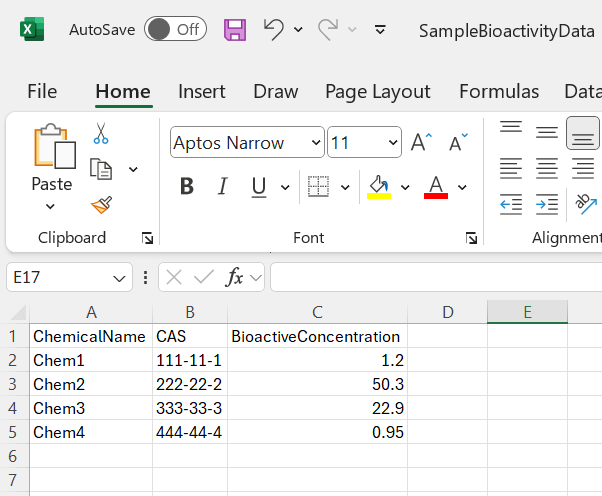 AutoSave Off SampleBioactivityData
File Home Insert Draw Page Layout Formulas Data
Paste Aptos Narrow 11 A A
B I U A ab
Clipboard Font Alignment
E17 fx
A B C D E
1 ChemicalName CAS BioactiveConcentration
2 Chem1 111-11-1 1.2
3 Chem2 222-22-2 50.3
4 Chem3 333-33-3 22.9
5 Chem4 444-44-4 0.95
6
7